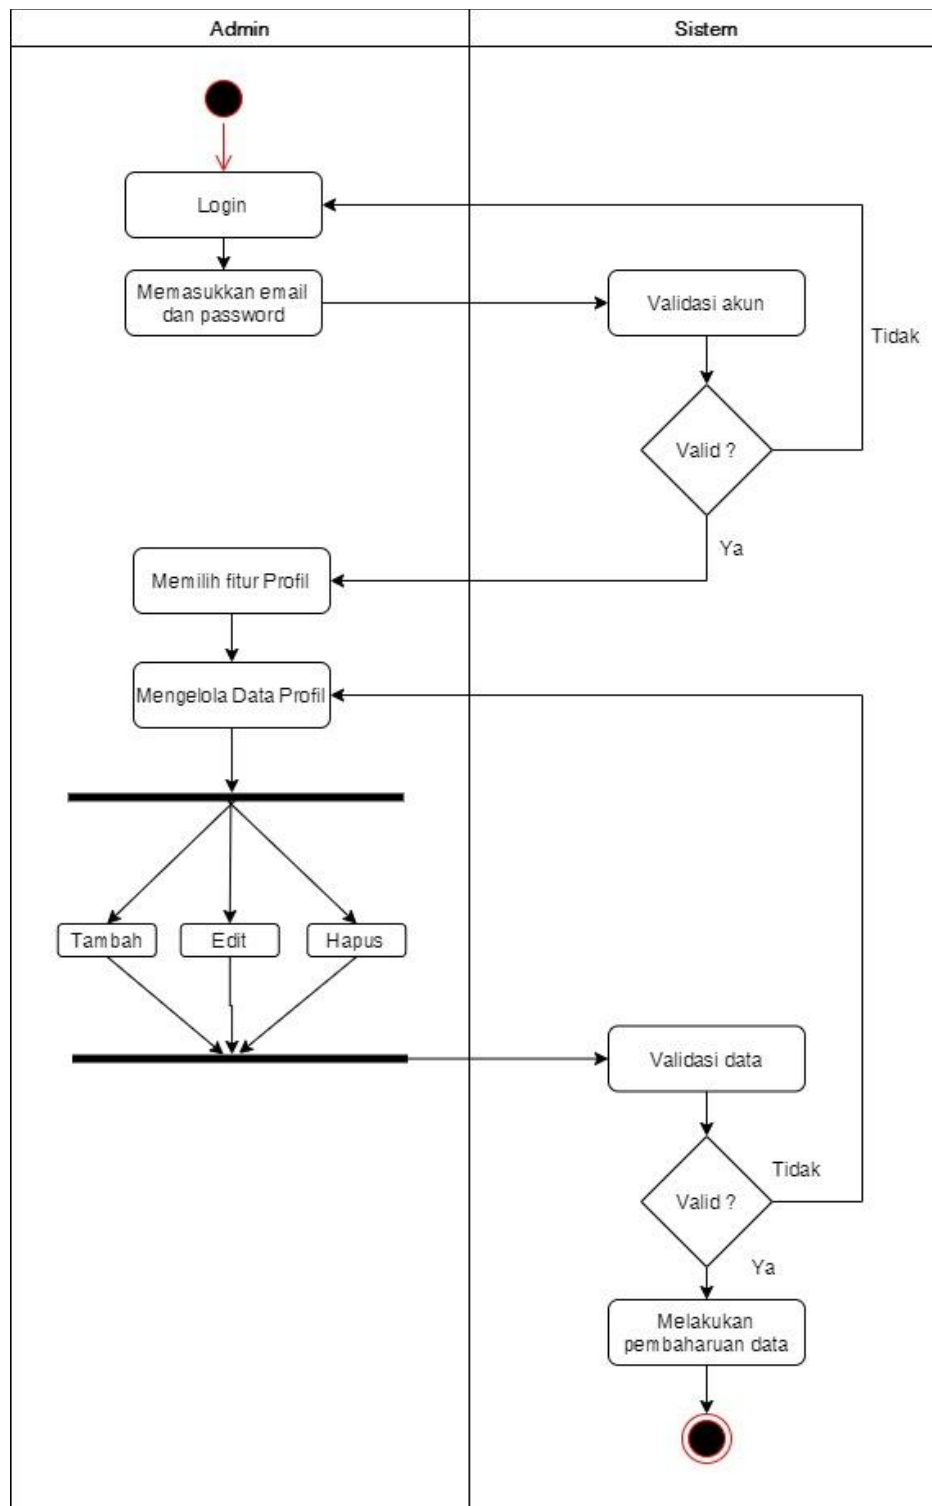 Admin
Sistem
Login
Memasukkan email
dan password
Validasi akun
Tidak
Valid ?
Ya
Memilih fitur Profil
Mengelola Data Profil
Tambah
Edit
Hapus
Validasi data
Valid ?
Tidak
Ya
Melakukan
pembaharuan data